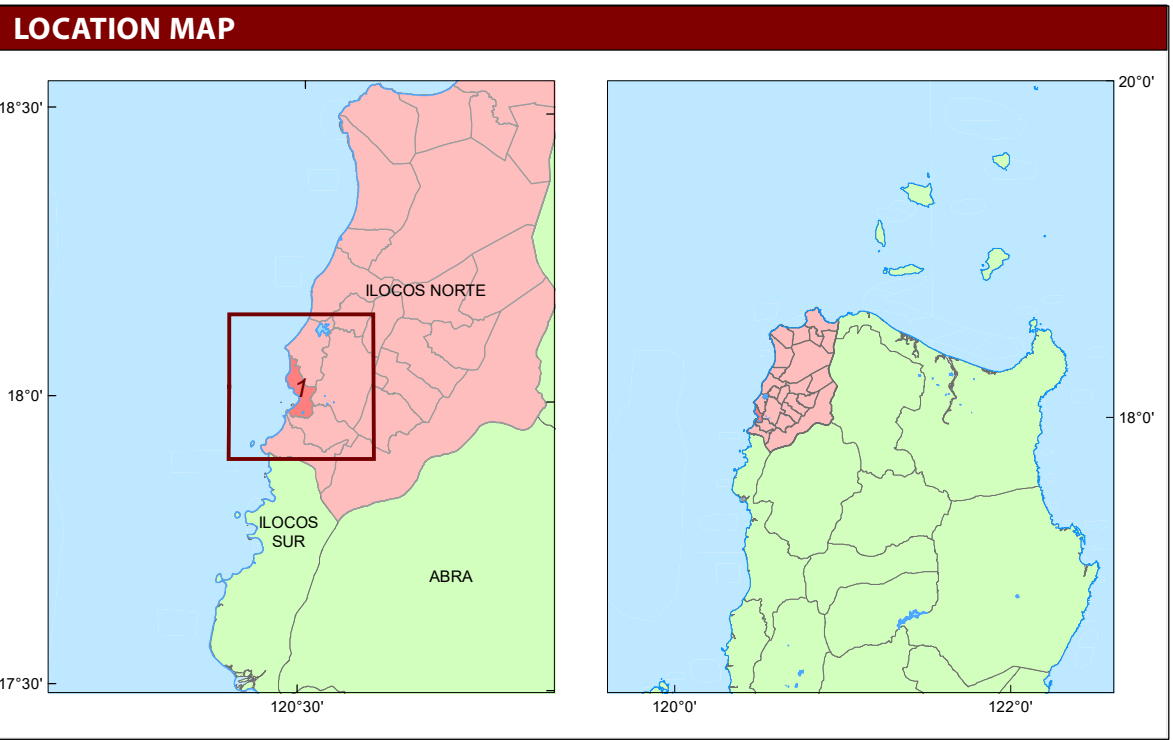 LOCATION MAP
18°30'
20°0'
ILOCOS NORTE
1
18°0'
18°0'
ILOCOS
SUR
ABRA
17°30'
120°30'
120°0'
122°0'